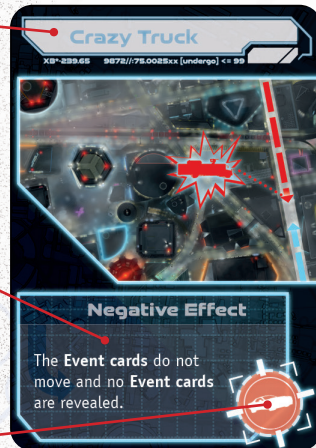 Crazy Truck
XB*-239.65 9872//:75.0025xx [undergo] <= 99
Negative Effect
The Event cards do not
move and no Event cards
are revealed.